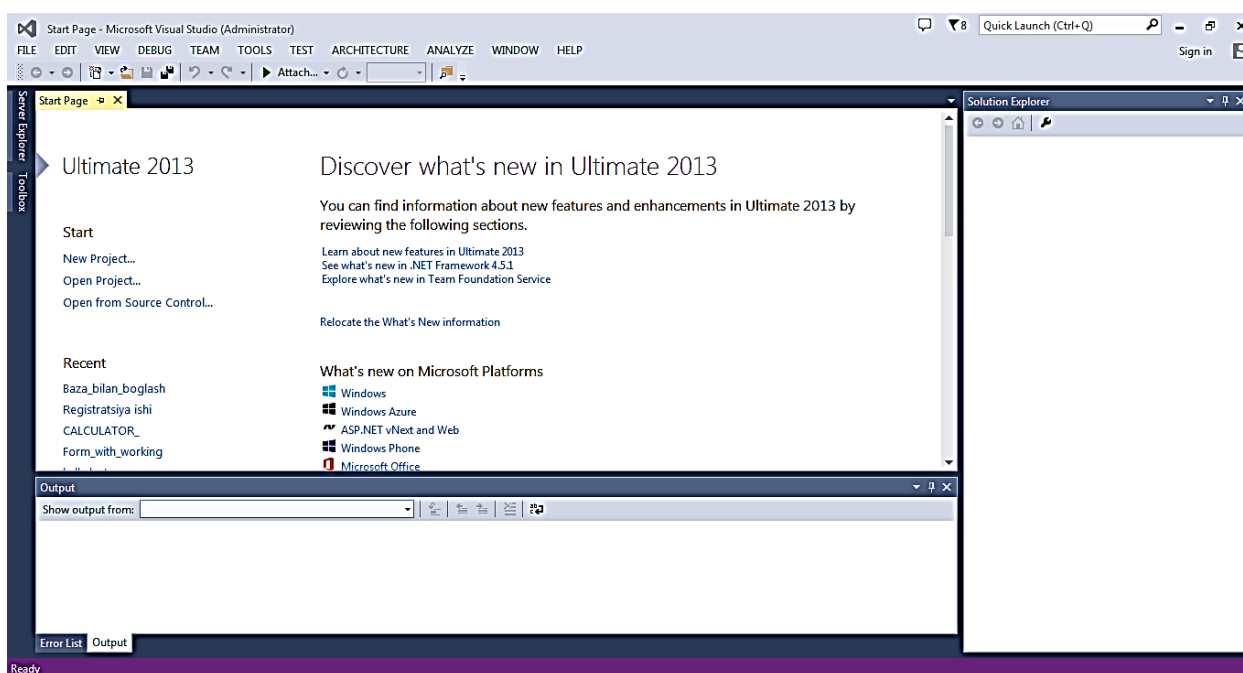 Start Page - Microsoft Visual Studio (Administrator)
8
Quick Launch (Ctrl+Q)
FILE EDIT VIEW DEBUG TEAM TOOLS TEST ARCHITECTURE ANALYZE WINDOW HELP
Sign in
Attach...
Server Explorer
Toolbox
Start Page
Ultimate 2013
Start
New Project...
Open Project...
Open from Source Control...
Recent
Baza_bilan_boglash
Registratsiya ishi
CALCULATOR_
Form_with_working
Discover what's new in Ultimate 2013
You can find information about new features and enhancements in Ultimate 2013 by
reviewing the following sections.
Learn about new features in Ultimate 2013
See what's new in .NET Framework 4.5.1
Explore what's new in Team Foundation Service
Relocate the What's New information
What's new on Microsoft Platforms
Windows
Windows Azure
ASP.NET vNext and Web
Windows Phone
Microsoft Office
Solution Explorer
Output
Show output from:
Error List Output
Ready